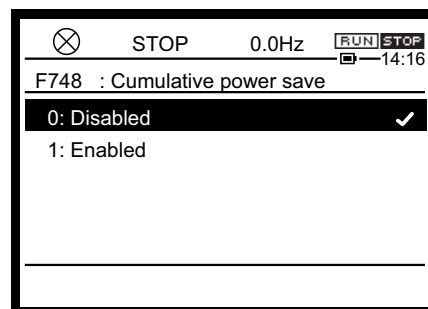 STOP 0.0Hz RUN STOP
14:16
F748 : Cumulative power save
0: Disabled
1: Enabled